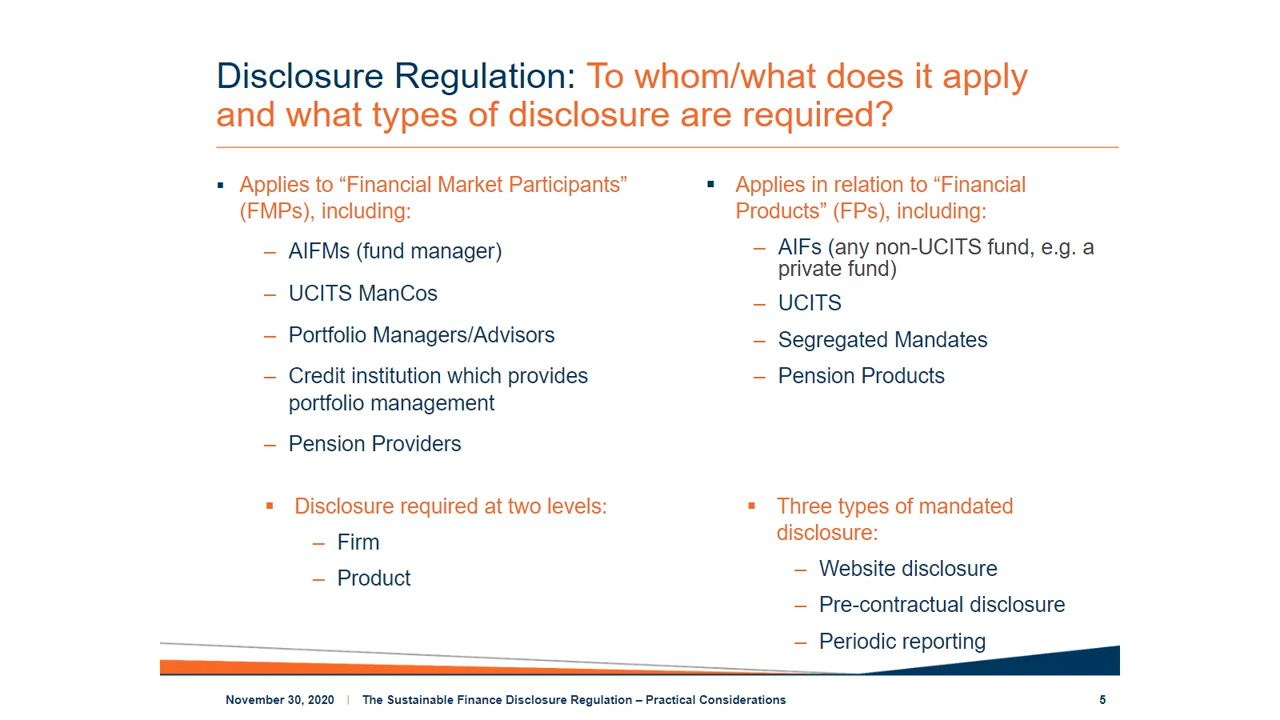 Disclosure Regulation: To whom/what does it apply
and what types of disclosure are required?
▪ Applies to “Financial Market Participants”
(FMPs), including:
– AIFMs (fund manager)
– UCITS ManCos
– Portfolio Managers/Advisors
– Credit institution which provides
portfolio management
– Pension Providers
▪ Applies in relation to “Financial
Products” (FPs), including:
– AIFs (any non-UCITS fund, e.g. a
private fund)
– UCITS
– Segregated Mandates
– Pension Products
▪ Disclosure required at two levels:
– Firm
– Product
▪ Three types of mandated
disclosure:
– Website disclosure
– Pre-contractual disclosure
– Periodic reporting
November 30, 2020 | The Sustainable Finance Disclosure Regulation – Practical Considerations 5